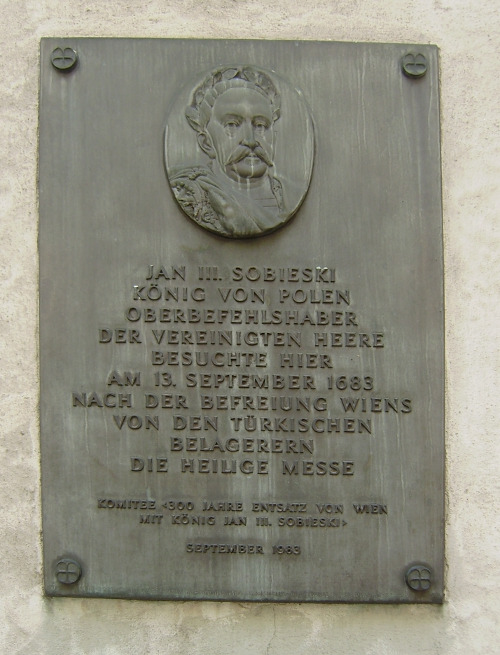 JAN III. SOBIESKI
KÖNIG VON POLEN
OBERBEFEHLSHABER
DER VEREINIGTEN HEERE
BESUCHTE HIER
AM 13. SEPTEMBER 1683
NACH DER BEFREIUNG WIENS
VON DEN TÜRKISCHEN
BELAGERERN
DIE HEILIGE MESSE
KOMITEE ‹300 JAHRE ENTSATZ VON WIEN
MIT KÖNIG JAN III. SOBIESKI›
SEPTEMBER 1983